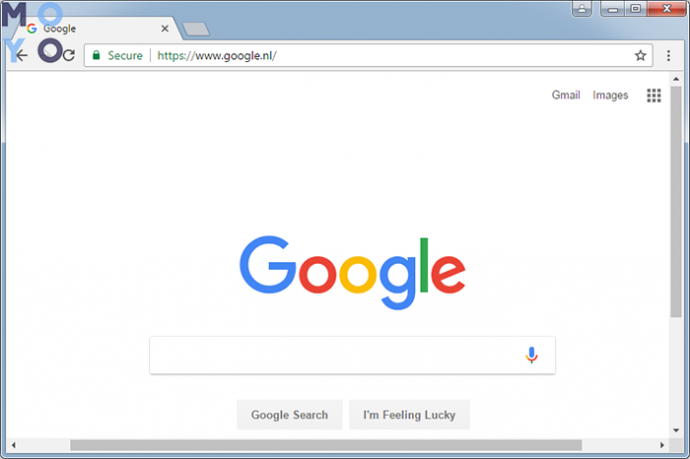 M O
Y O
Google
Secure https://www.google.nl/
Gmail Images
Google
Google Search I'm Feeling Lucky